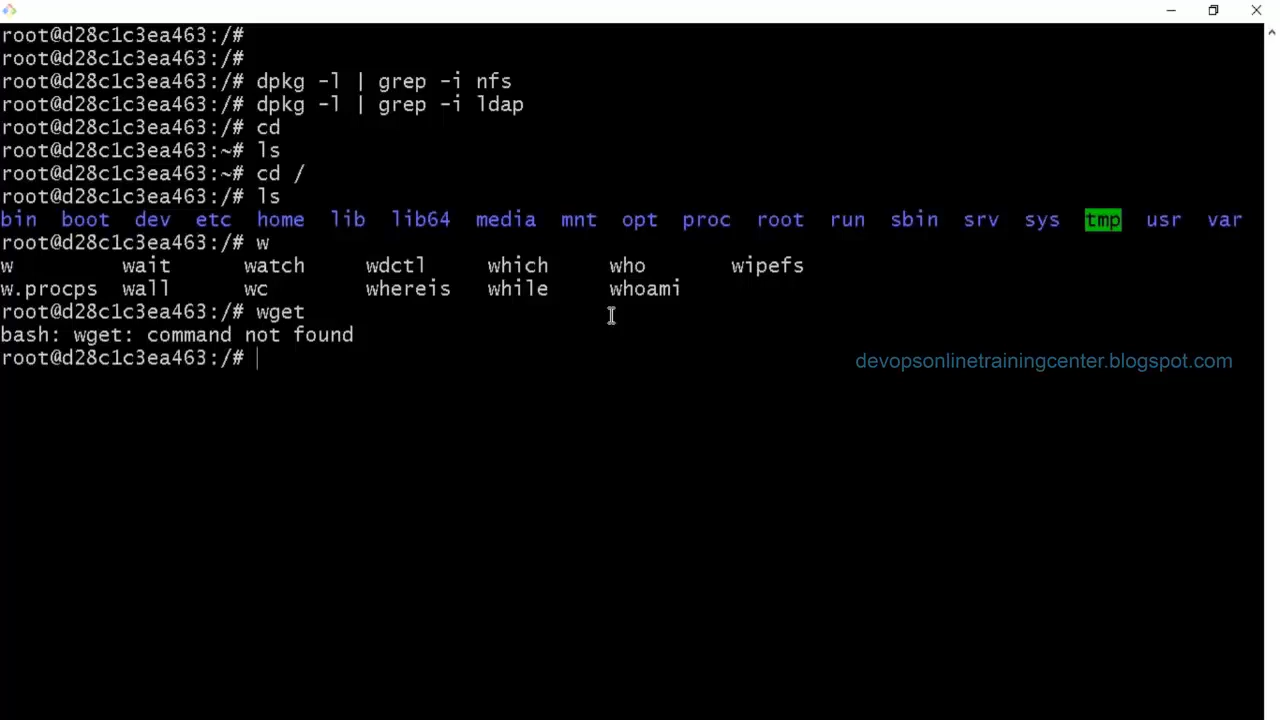 root@d28c1c3ea463:/#
root@d28c1c3ea463:/#
root@d28c1c3ea463:/# dpkg -l | grep -i nfs
root@d28c1c3ea463:/# dpkg -l | grep -i ldap
root@d28c1c3ea463:/# cd
root@d28c1c3ea463:~# ls
root@d28c1c3ea463:~# cd /
root@d28c1c3ea463:/# ls
bin boot dev etc home lib lib64 media mnt opt proc root run sbin srv sys tmp usr var
root@d28c1c3ea463:/# w
w wait watch wdctl which who wipefs
w.procps wall wc whereis while whoami
root@d28c1c3ea463:/# wget
bash: wget: command not found
root@d28c1c3ea463:/#
devopsonlinetrainingcenter.blogspot.com